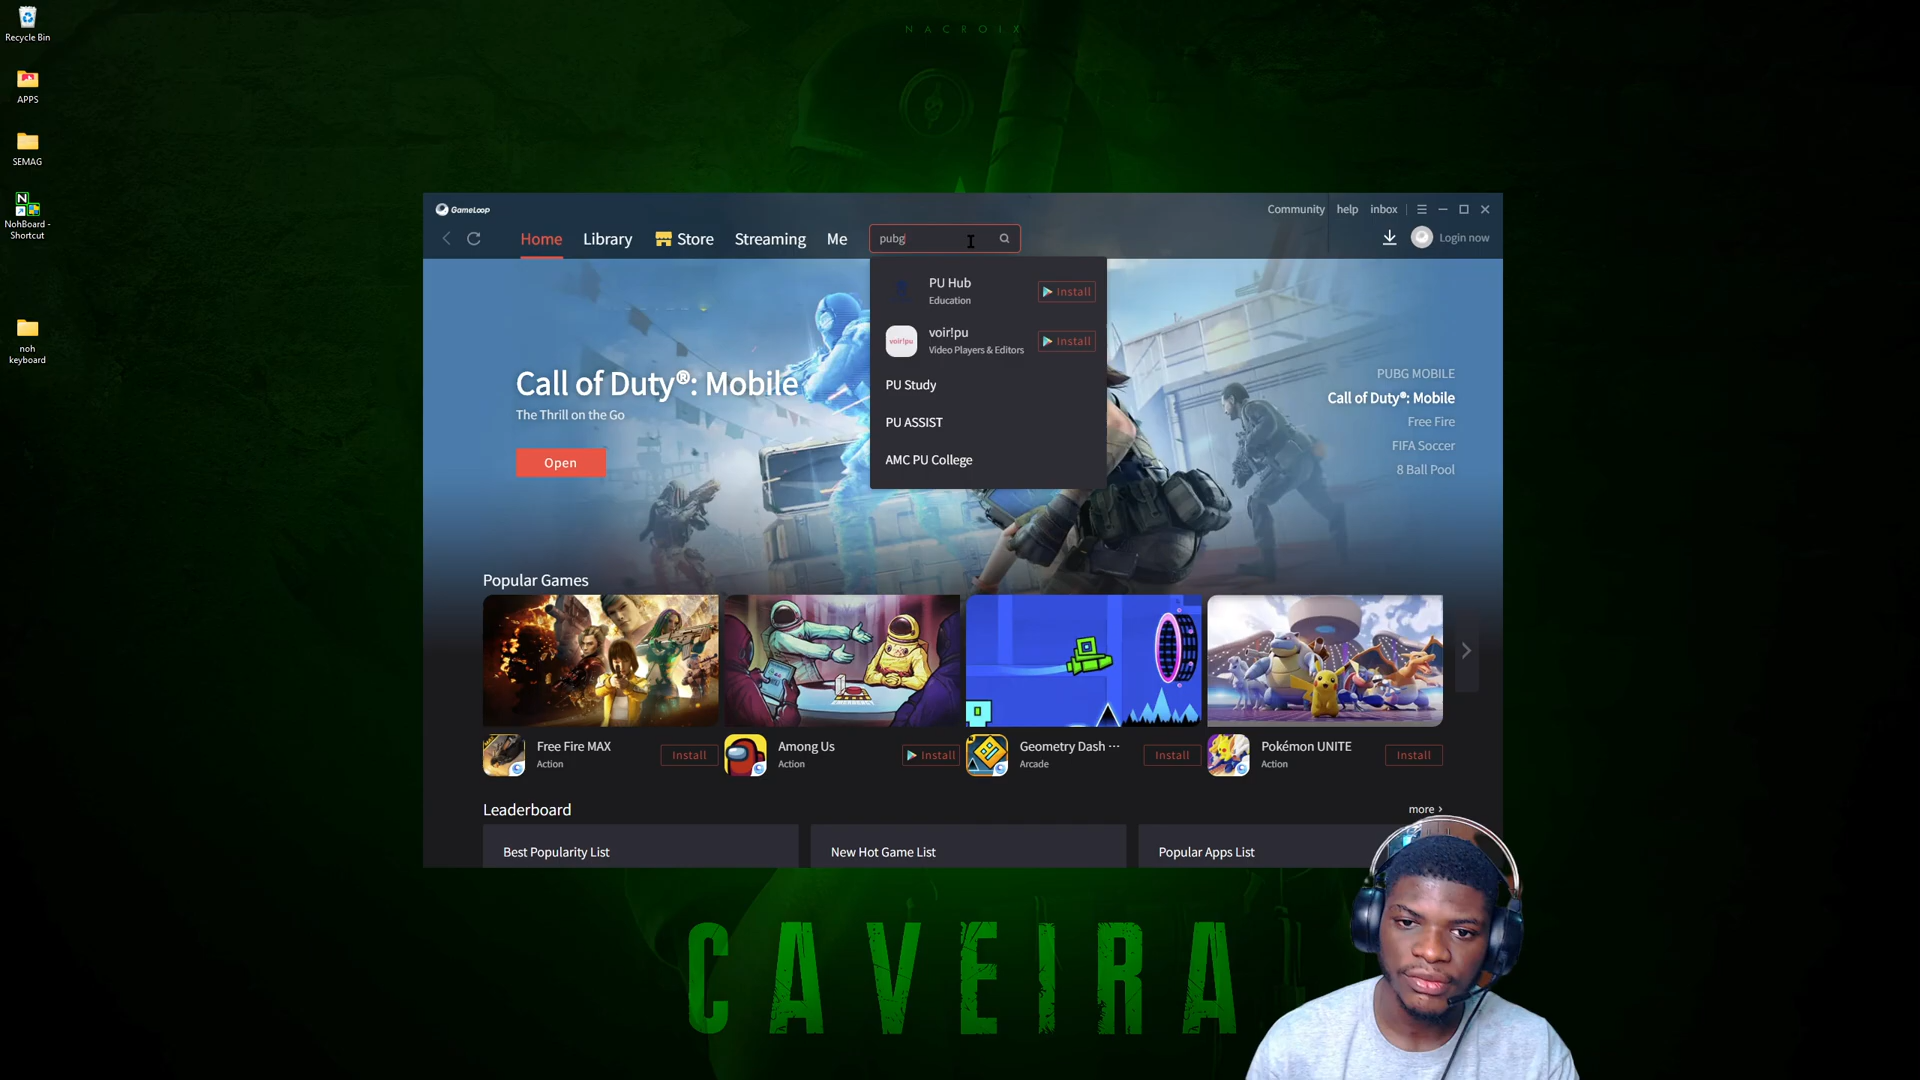 NACROIX
Recycle Bin
APPS
SEMAG
NohBoard -
Shortcut
noh
keyboard
GameLoop
Community help inbox
Home Library Store Streaming Me
pubg
Login now
PU Hub
Education
Install
voir!pu
voir!pu
Video Players & Editors
Install
PU Study
PU ASSIST
AMC PU College
Call of Duty®: Mobile
The Thrill on the Go
Open
PUBG MOBILE
Call of Duty®: Mobile
Free Fire
FIFA Soccer
8 Ball Pool
Popular Games
EMERGENCY
Free Fire MAX
Action
Install
Among Us
Action
Install
Geometry Dash ···
Arcade
Install
Pokémon UNITE
Action
Install
Leaderboard
more >
Best Popularity List
New Hot Game List
Popular Apps List
CAVEIRA